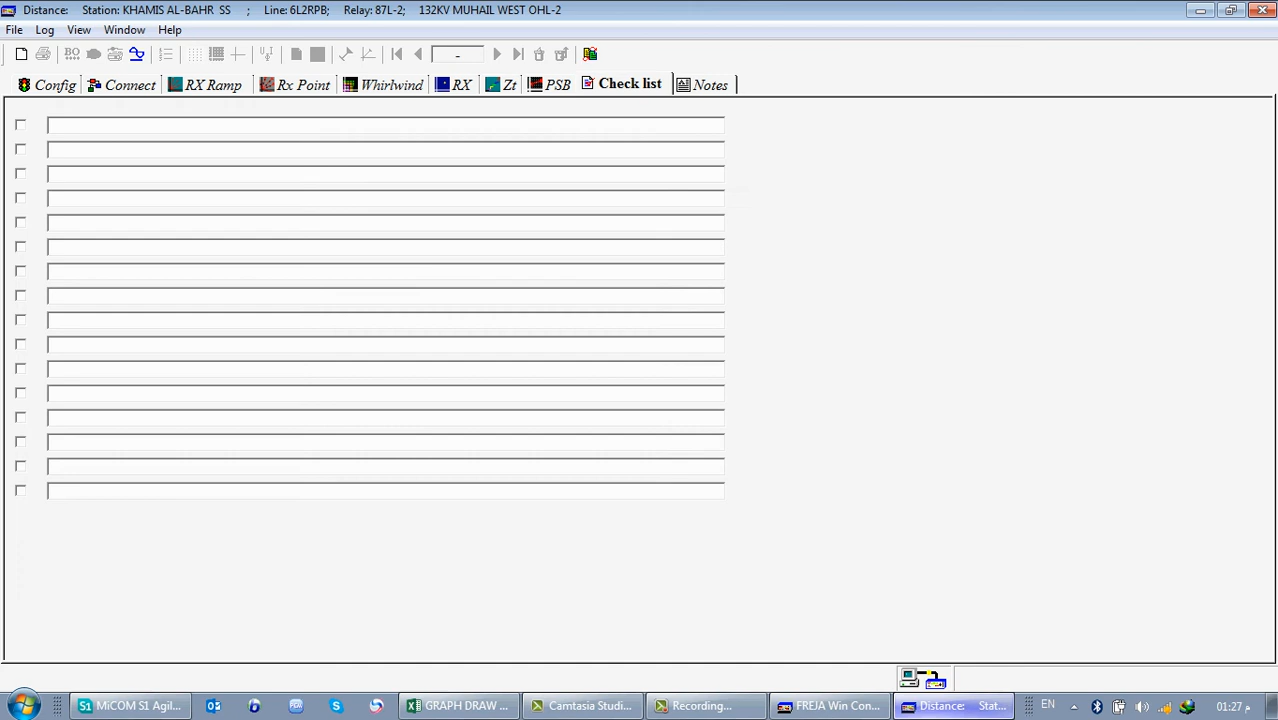 Distance: Station: KHAMIS AL-BAHR SS ; Line: 6L2RPB; Relay: 87L-2; 132KV MUHAIL WEST OHL-2
File Log View Window Help
BO
-
Config Connect RX Ramp Rx Point Whirlwind RX Zt PSB Check list Notes
S1 MiCOM S1 Agil... GRAPH DRAW ... Camtasia Studi... Recording... FREJA Win Con... Distance: Stat... EN 01:27 م